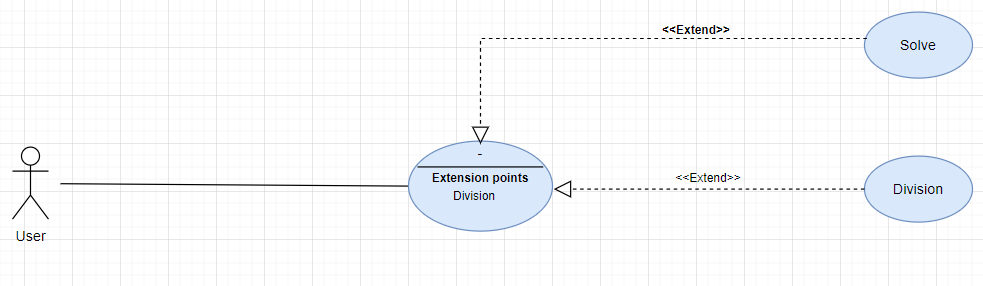 <<Extend>>
Solve
-
Extension points
Division
<<Extend>>
Division
User